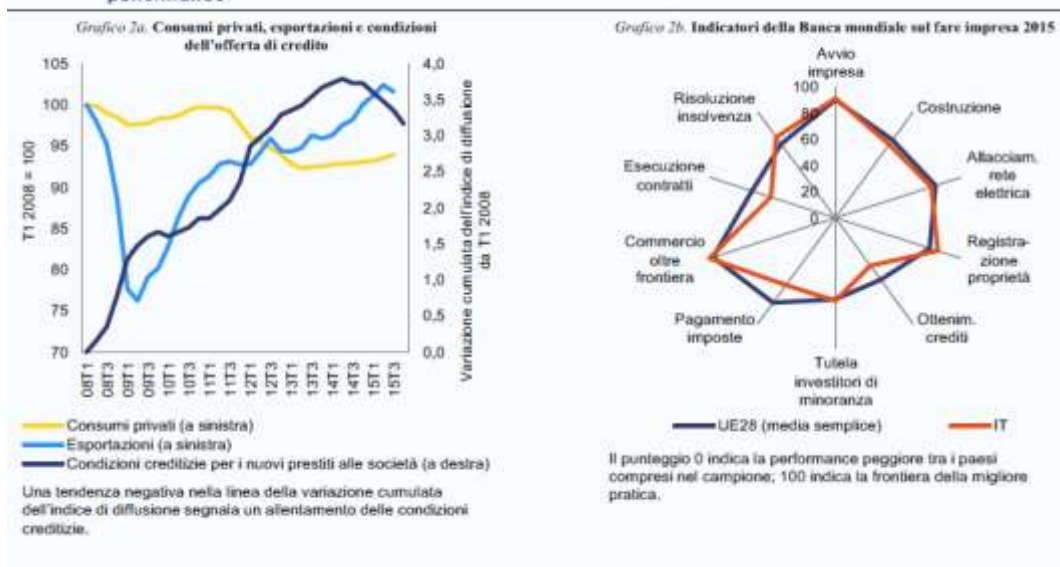 performance
Grafico 2a. Consumi privati, esportazioni e condizioni
dell'offerta di credito
105
100
95
90
85
80
75
70
T1 2008 = 100
4,0
3,5
3,0
2,5
2,0
1,5
1,0
0,5
0,0
Variazione cumulata dell'indice di diffusione
da T1 2008
08T1
08T3
09T1
09T3
10T1
10T3
11T1
11T3
12T1
12T3
13T1
13T3
14T1
14T3
15T1
15T3
Consumi privati (a sinistra)
Esportazioni (a sinistra)
Condizioni creditizie per i nuovi prestiti alle società (a destra)
Una tendenza negativa nella linea della variazione cumulata
dell'indice di diffusione segnala un allentamento delle condizioni
creditizie.
Grafico 2b. Indicatori della Banca mondiale sul fare impresa 2015
Avvio
impresa
Costruzione
Allacciam.
rete
elettrica
Registra-
zione
proprietà
Ottenim.
crediti
Tutela
investitori di
minoranza
Pagamento
imposte
Commercio
oltre
frontiera
Esecuzione
contratti
Risoluzione
insolvenza
100
80
60
40
20
0
UE28 (media semplice)
IT
Il punteggio 0 indica la performance peggiore tra i paesi
compresi nel campione; 100 indica la frontiera della migliore
pratica.